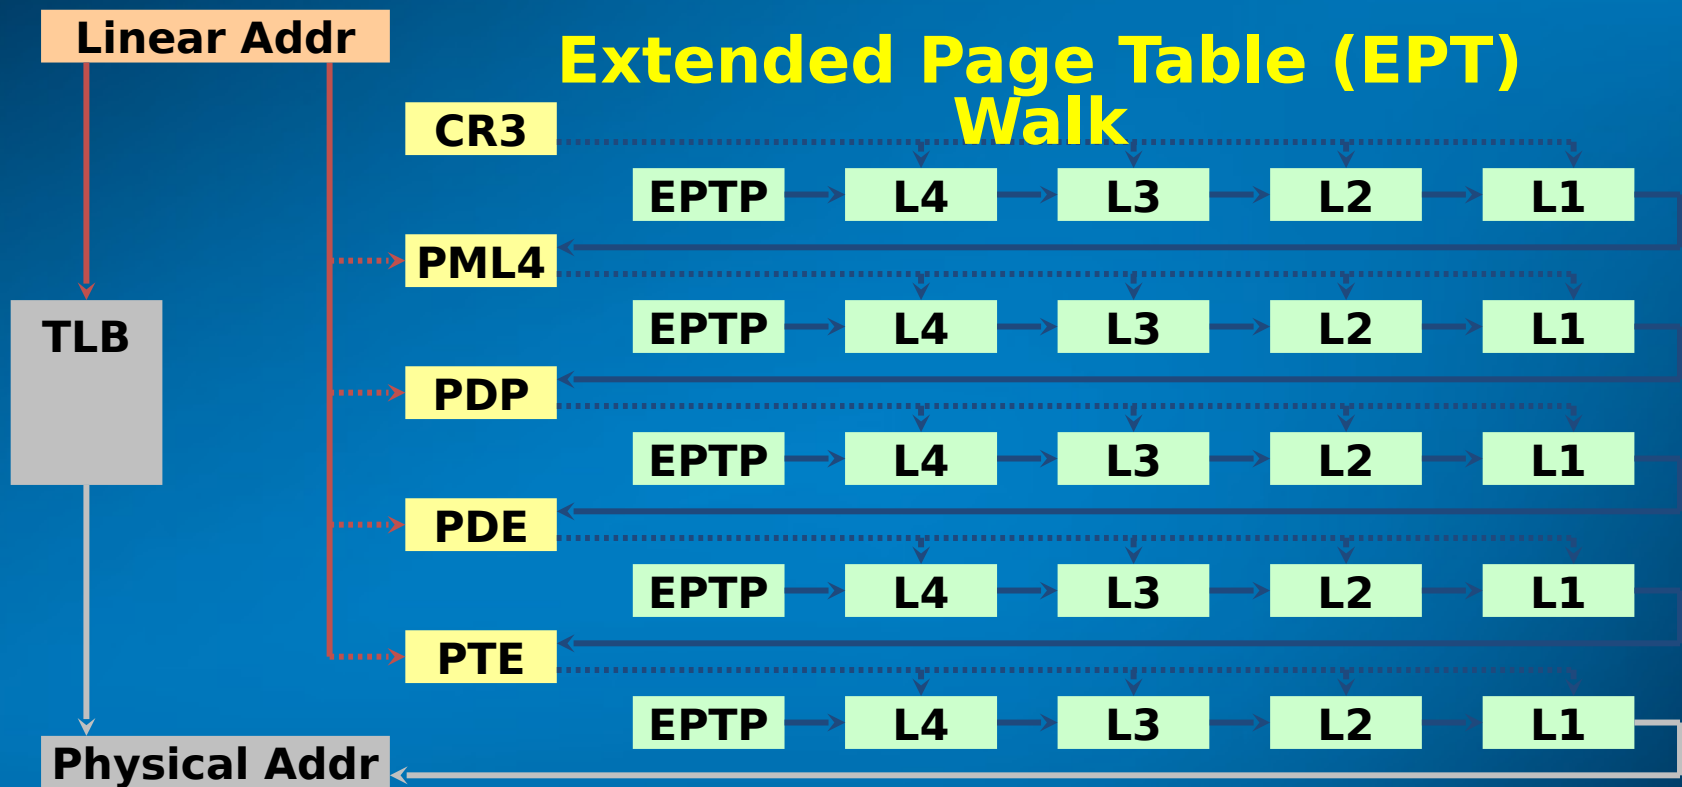 Linear Addr
Extended Page Table (EPT)
Walk
CR3
EPTP L4 L3 L2 L1
PML4
TLB
EPTP L4 L3 L2 L1
PDP
EPTP L4 L3 L2 L1
PDE
EPTP L4 L3 L2 L1
PTE
EPTP L4 L3 L2 L1
Physical Addr